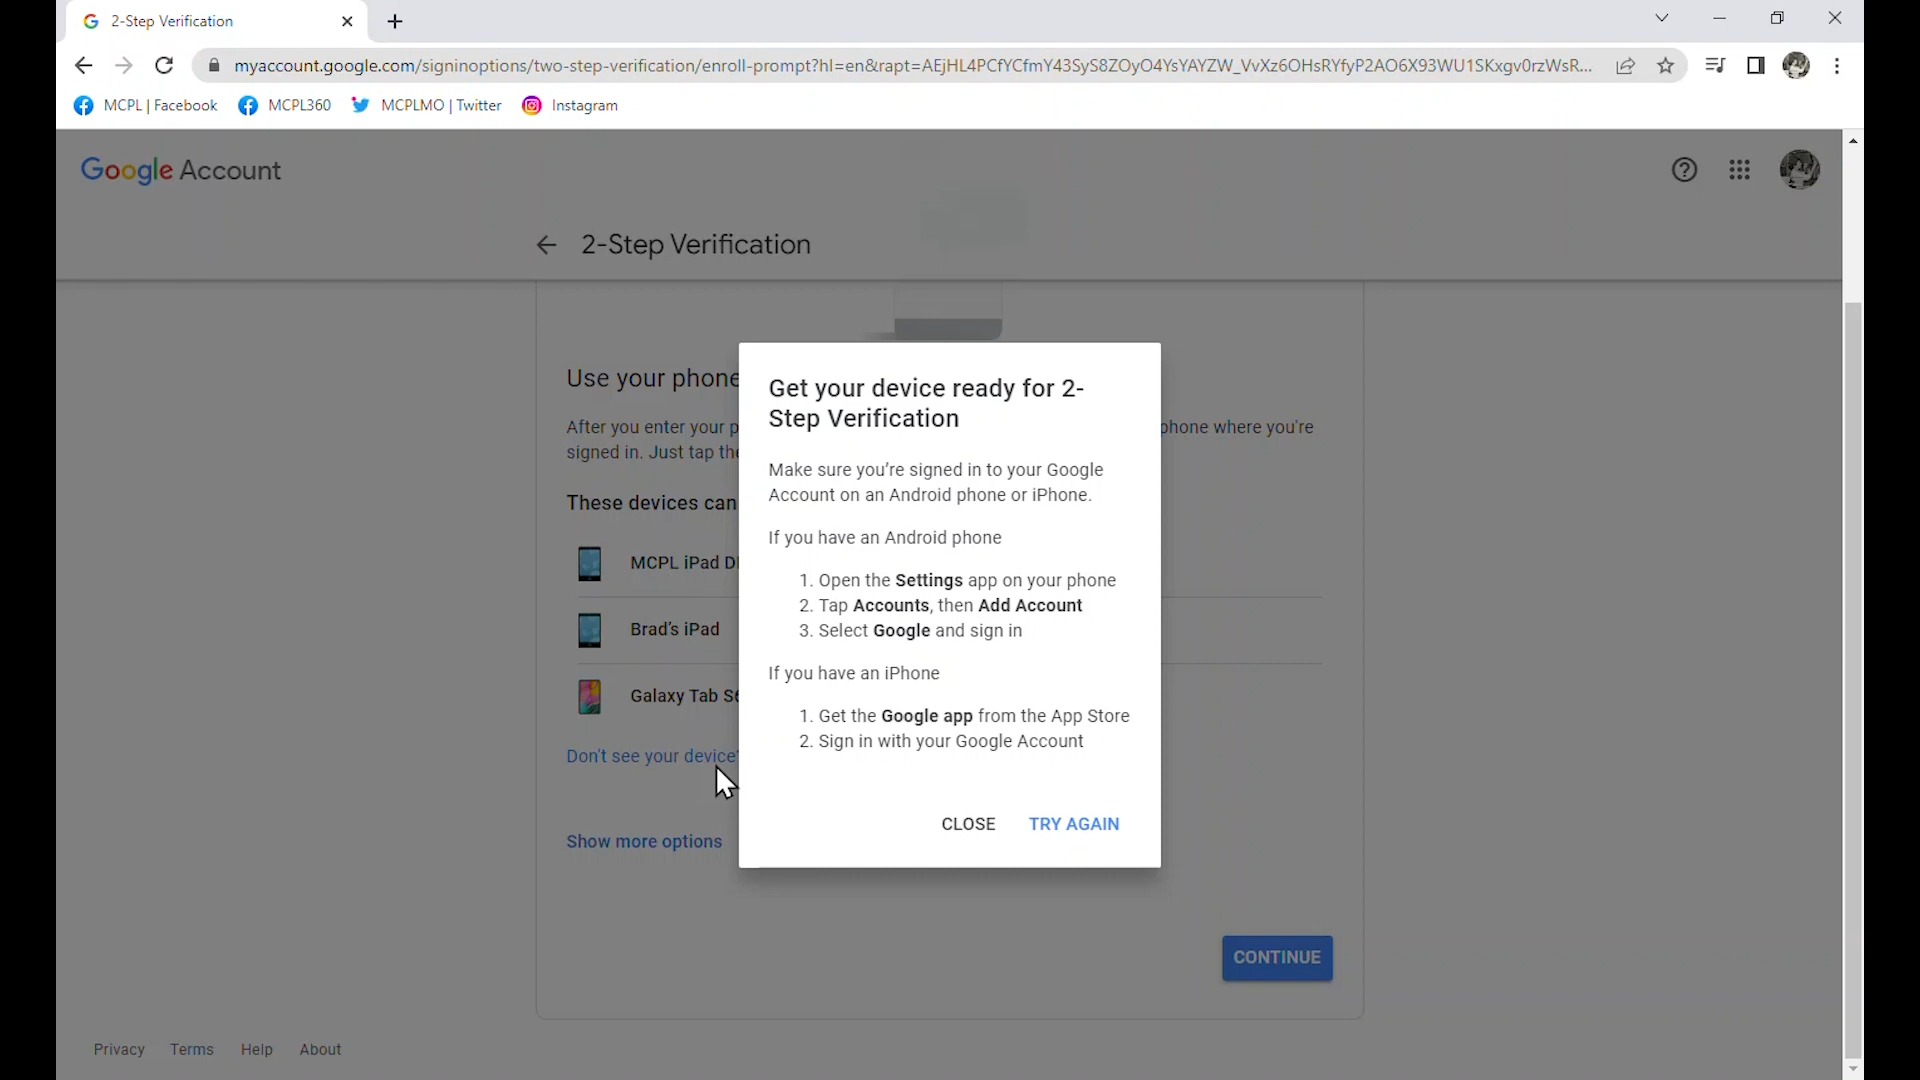 2-Step Verification
myaccount.google.com/signinoptions/two-step-verification/enroll-prompt?hl=en&rapt=AEjHL4PCfYCfmY43SyS8ZOyO4YsYAYZW_VvXz6OHsRYfyP2AO6X93WU1SKxgv0rzWsR...
MCPL | Facebook MCPL360 MCPLMO | Twitter Instagram
Google Account
2-Step Verification
Use your phone
After you enter your p
phone where you're
signed in. Just tap the
These devices can
MCPL iPad
Brad's iPad
Galaxy Tab S6
Don't see your device?
Show more options
Get your device ready for 2-
Step Verification
Make sure you're signed in to your Google
Account on an Android phone or iPhone.
If you have an Android phone
1. Open the Settings app on your phone
2. Tap Accounts, then Add Account
3. Select Google and sign in
If you have an iPhone
1. Get the Google app from the App Store
2. Sign in with your Google Account
CLOSE TRY AGAIN
CONTINUE
Privacy Terms Help About